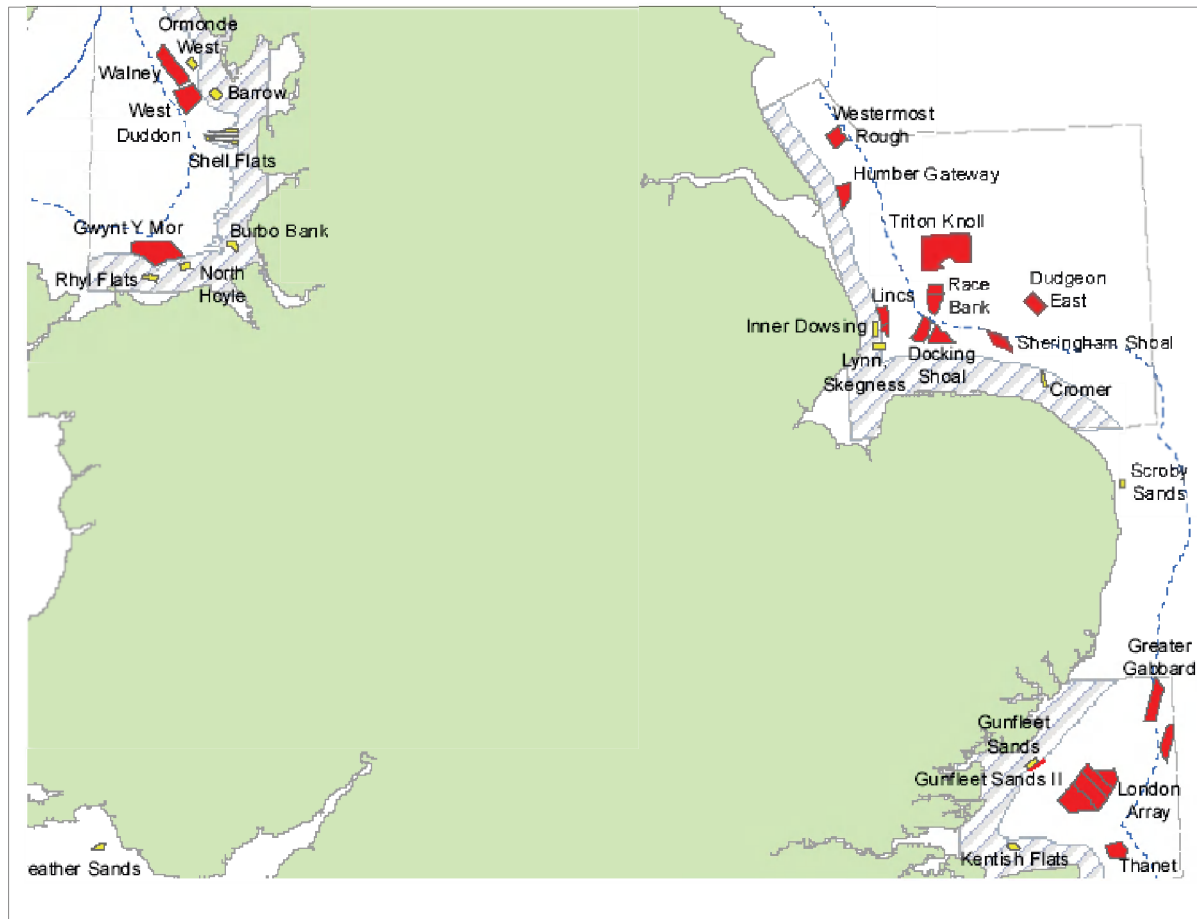 Ormonde
West
Walney
Barrow
West
Duddon
Shell Flats
Gwynt Y Mor
Burbo Bank
Rhyl Flats
North
Hoyle
Westermost
Rough
Humber Gateway
Triton Knoll
Race
Bank
Dudgeon
East
Lincs
Inner Dowsing
Sheringham Shoal
Lynn,
Skegness
Docking
Shoal
Cromer
Scroby
Sands
Greater
Gabbard
Gunfleet
Sands
Gunfleet Sands II
London
Array
Kentish Flats
Thanet
eather Sands